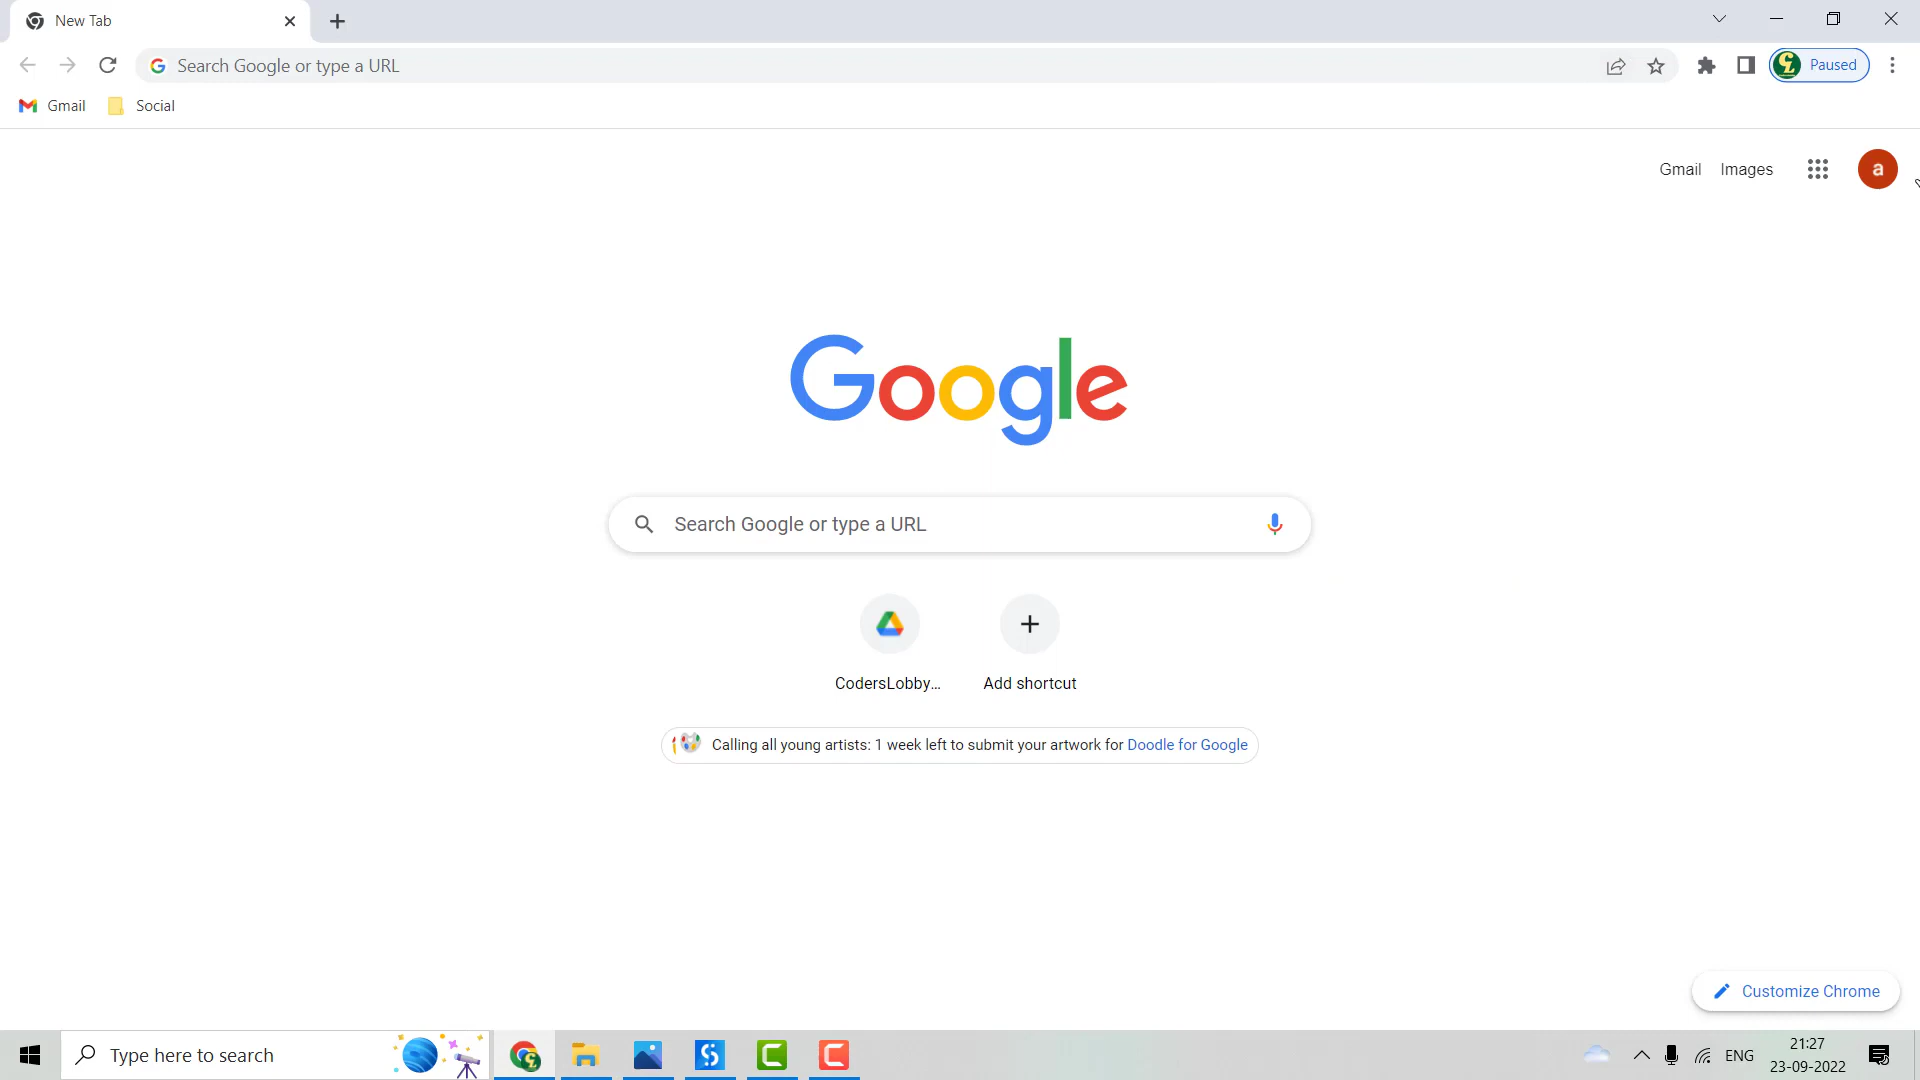 New Tab
Search Google or type a URL
Paused
Gmail Social
Gmail Images
a
Google
Search Google or type a URL
CodersLobby... Add shortcut
Calling all young artists: 1 week left to submit your artwork for Doodle for Google
Customize Chrome
Type here to search
ENG
21:27
23-09-2022